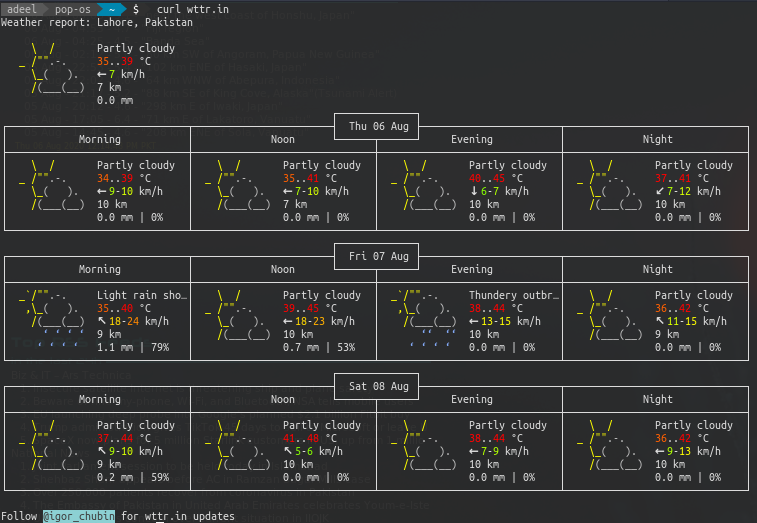 adeel pop-os ~ $ curl wttr.in
Weather report: Lahore, Pakistan
Partly cloudy
35..39 °C
← 7 km/h
7 km
0.0 mm
Thu 06 Aug
Morning Noon Evening Night
Partly cloudy Partly cloudy Partly cloudy Partly cloudy
34..39 °C 35..41 °C 40..45 °C 37..41 °C
← 9-10 km/h ← 7-10 km/h ↓ 6-7 km/h ↙ 7-12 km/h
10 km 7 km 10 km 10 km
0.0 mm | 0% 0.0 mm | 0% 0.0 mm | 0% 0.0 mm | 0%
Fri 07 Aug
Morning Noon Evening Night
Light rain sho… Partly cloudy Thundery outbr… Partly cloudy
35..40 °C 39..45 °C 38..44 °C 36..42 °C
↖ 18-24 km/h ← 18-23 km/h ← 13-15 km/h ↖ 11-15 km/h
9 km 10 km 10 km 9 km
1.1 mm | 79% 0.7 mm | 53% 0.0 mm | 0% 0.0 mm | 0%
Sat 08 Aug
Morning Noon Evening Night
Partly cloudy Partly cloudy Partly cloudy Partly cloudy
37..44 °C 41..48 °C 38..44 °C 36..42 °C
↖ 9-10 km/h ↖ 5-6 km/h ← 7-9 km/h ← 9-13 km/h
9 km 10 km 10 km 10 km
0.2 mm | 59% 0.0 mm | 0% 0.0 mm | 0% 0.0 mm | 0%
Follow @igor_chubin for wttr.in updates